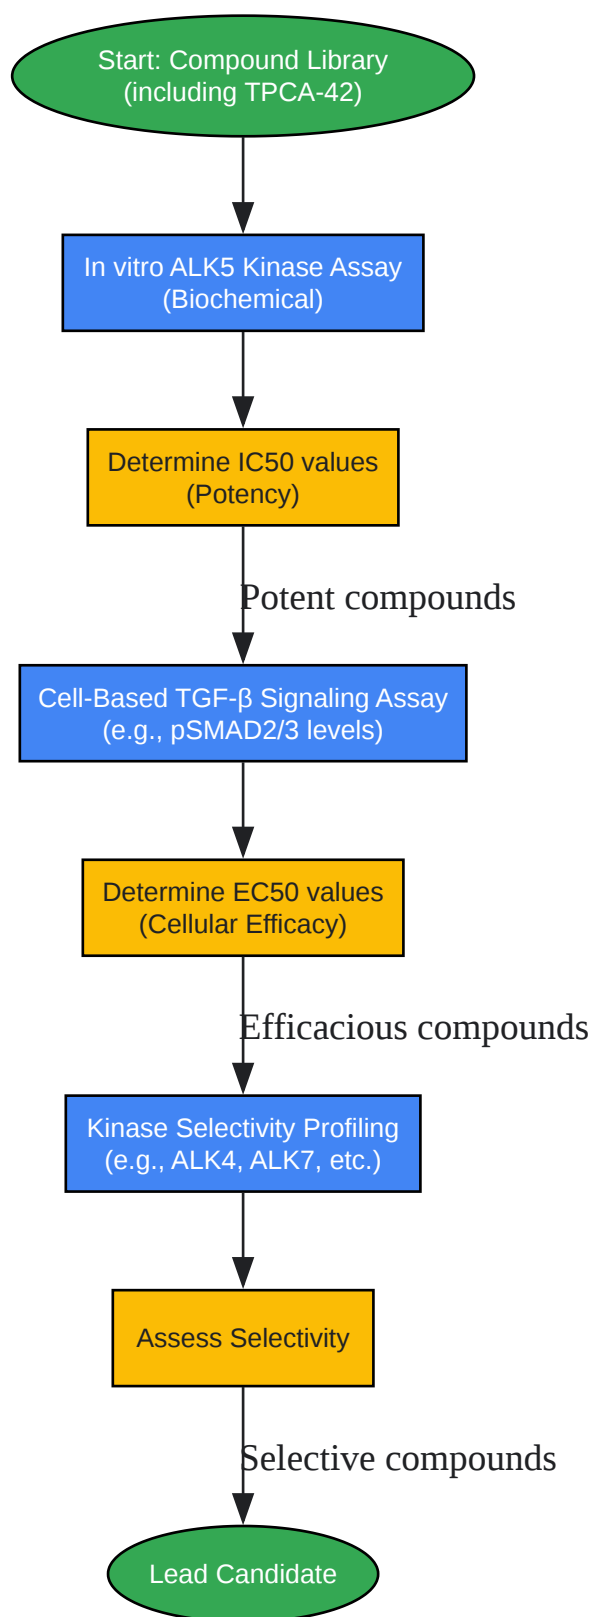 Start: Compound Library
(including TPCA-42)
In vitro ALK5 Kinase Assay
(Biochemical)
Determine IC50 values
(Potency)
Potent compounds
Cell-Based TGF-β Signaling Assay
(e.g., pSMAD2/3 levels)
Determine EC50 values
(Cellular Efficacy)
Efficacious compounds
Kinase Selectivity Profiling
(e.g., ALK4, ALK7, etc.)
Assess Selectivity
Selective compounds
Lead Candidate